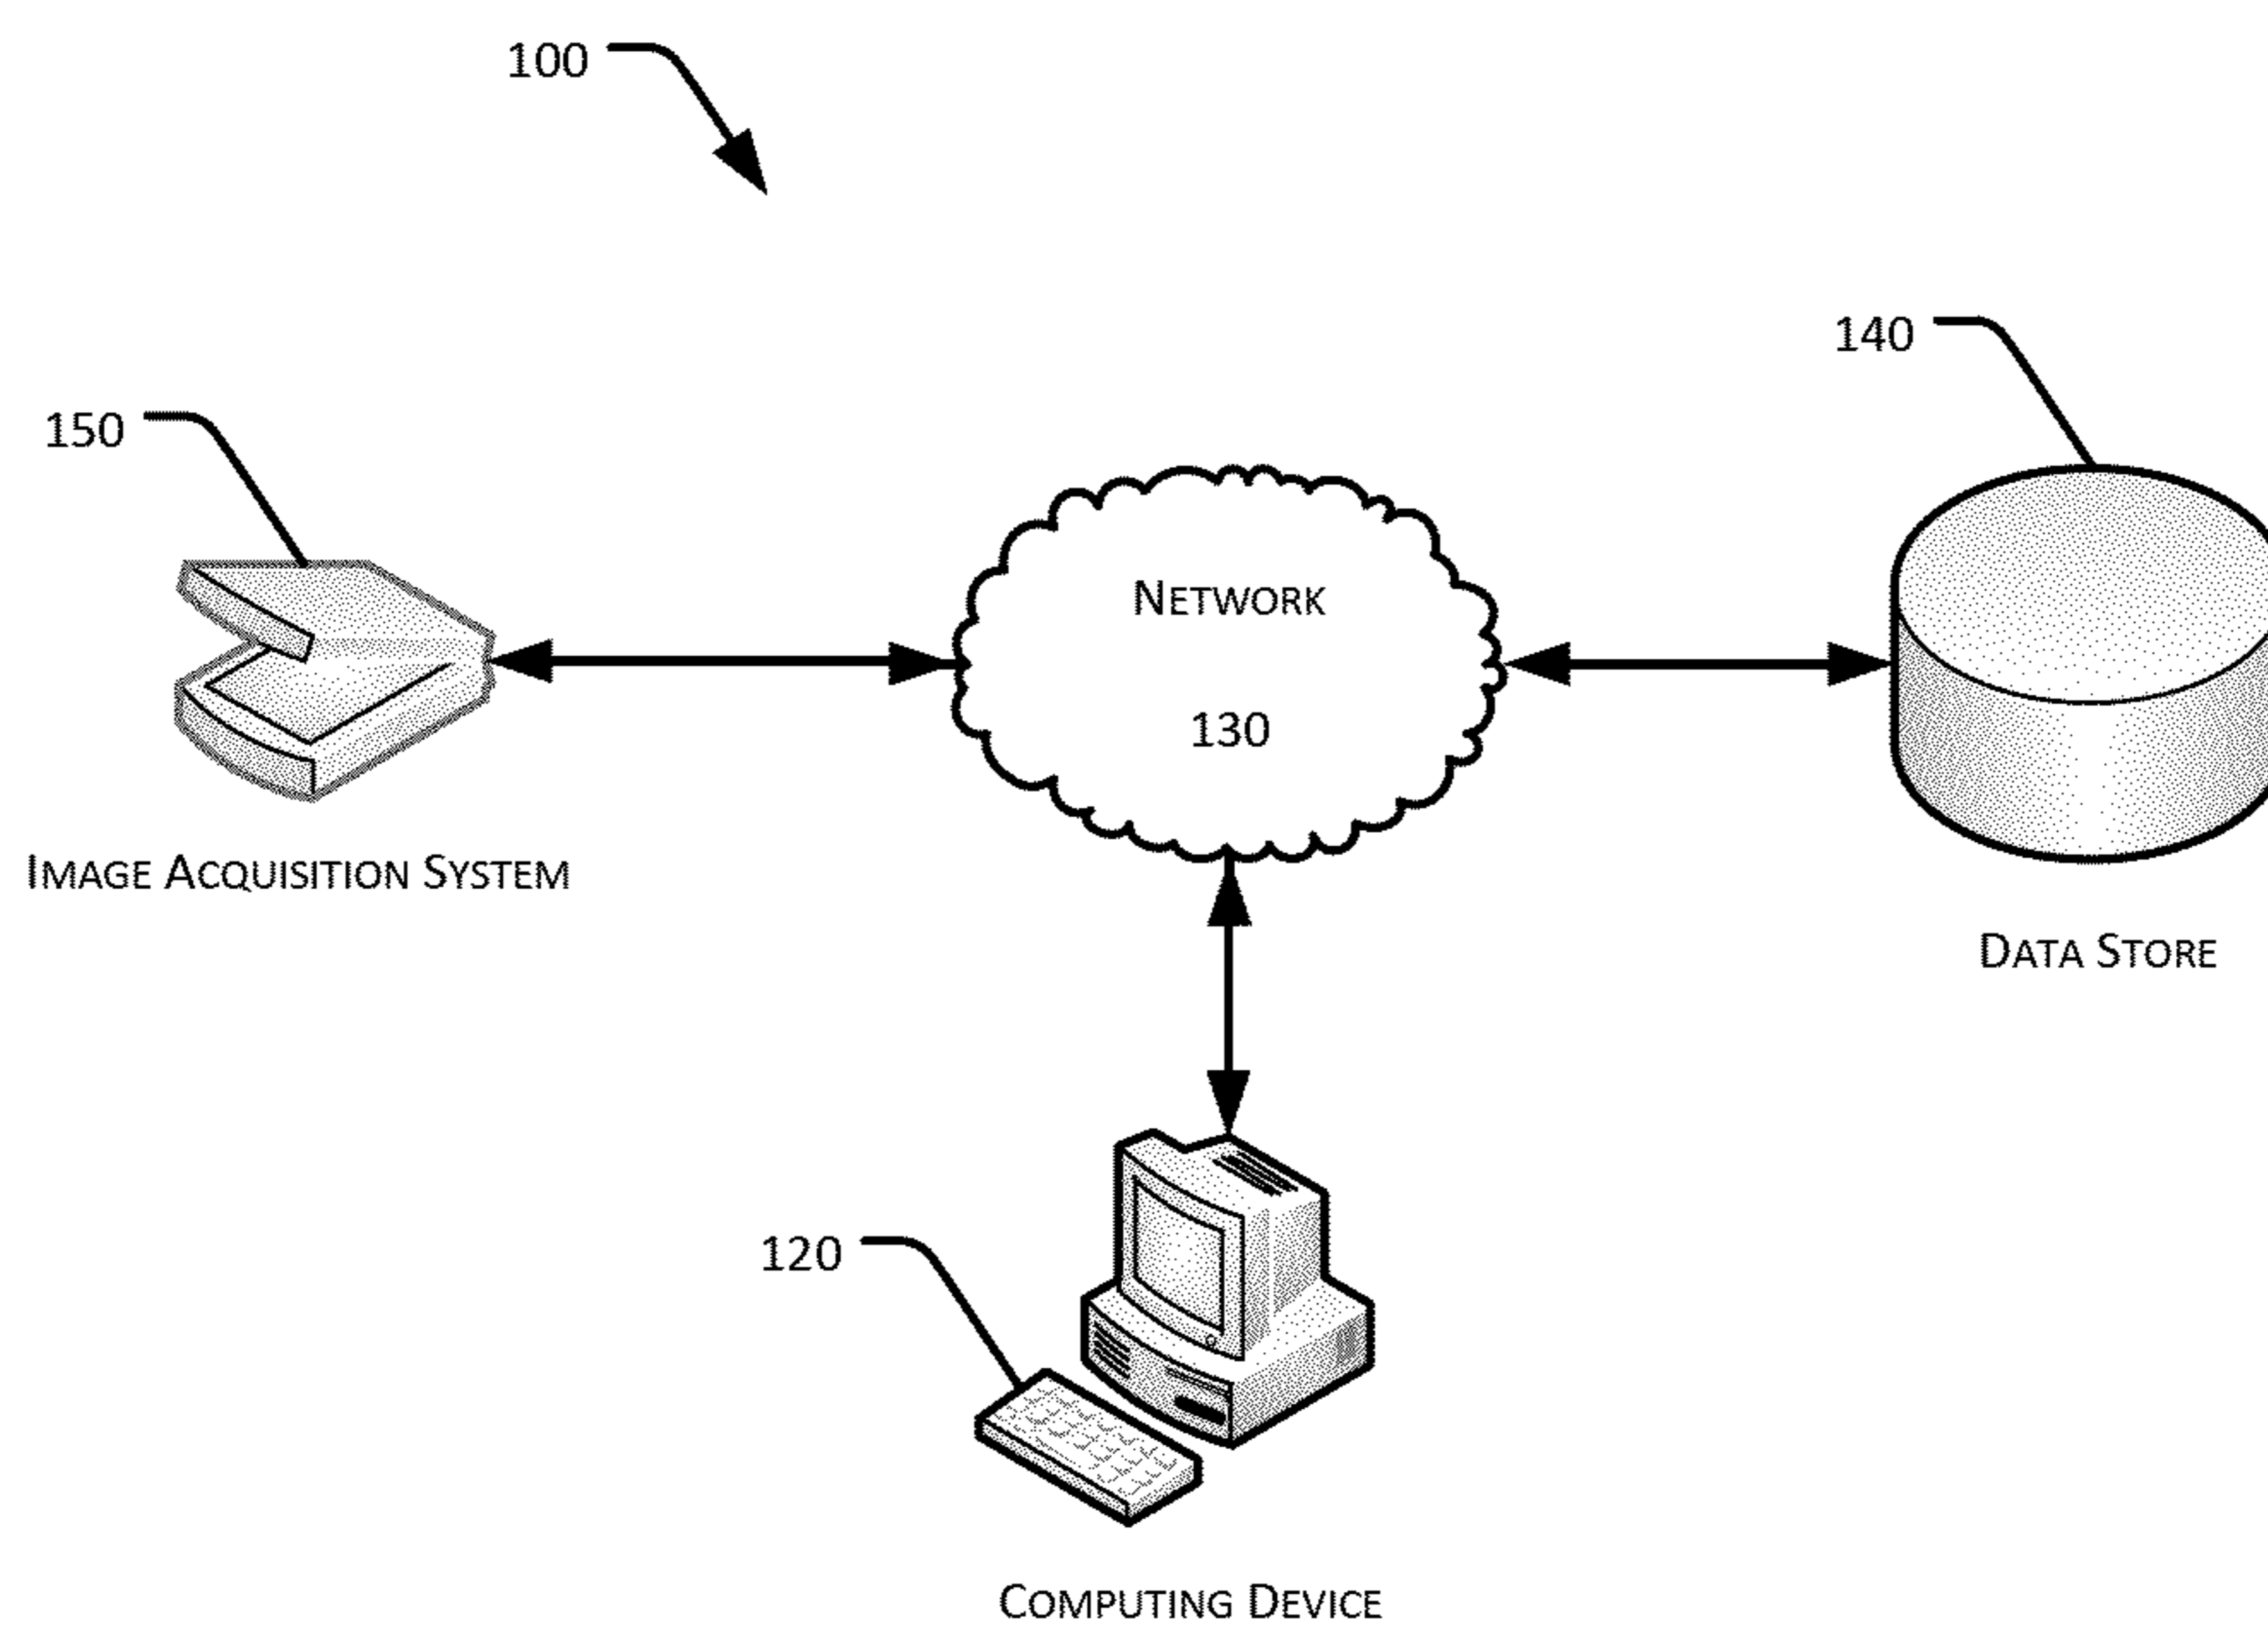 100
140
150
NETWORK
130
IMAGE ACQUISITION SYSTEM
DATA STORE
120
COMPUTING DEVICE